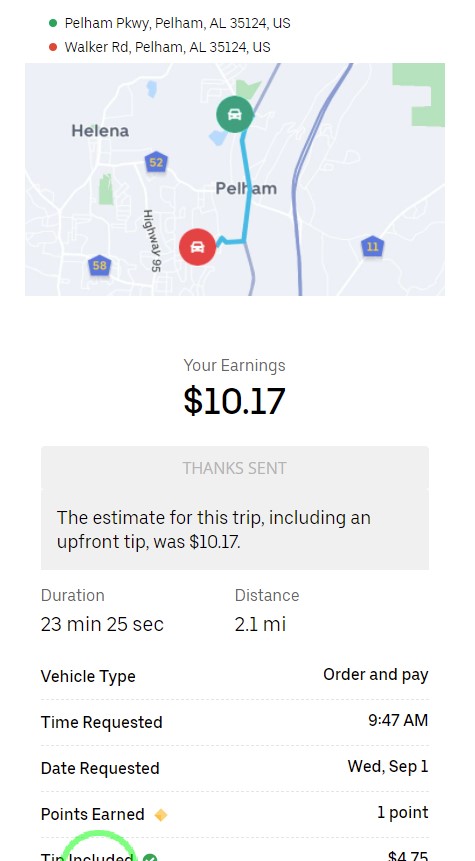 Pelham Pkwy, Pelham, AL 35124, US
Walker Rd, Pelham, AL 35124, US
Helena
52
Pelham
Highway 95
11
58
Your Earnings
$10.17
THANKS SENT
The estimate for this trip, including an
upfront tip, was $10.17.
Duration Distance
23 min 25 sec 2.1 mi
Vehicle Type Order and pay
Time Requested 9:47 AM
Date Requested Wed, Sep 1
Points Earned 1 point
Tip Included $4.75